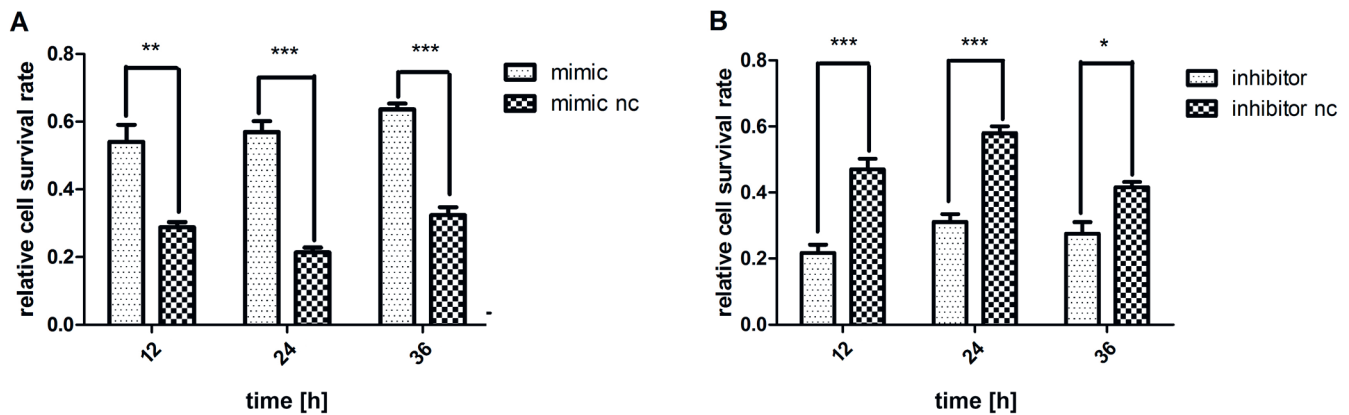 A
relative cell survival rate
0.8
0.6
0.4
0.2
0.0
**
***
***
12
24
36
time [h]
mimic
mimic nc
B
relative cell survival rate
0.8
0.6
0.4
0.2
0.0
***
***
*
12
24
36
time [h]
inhibitor
inhibitor nc